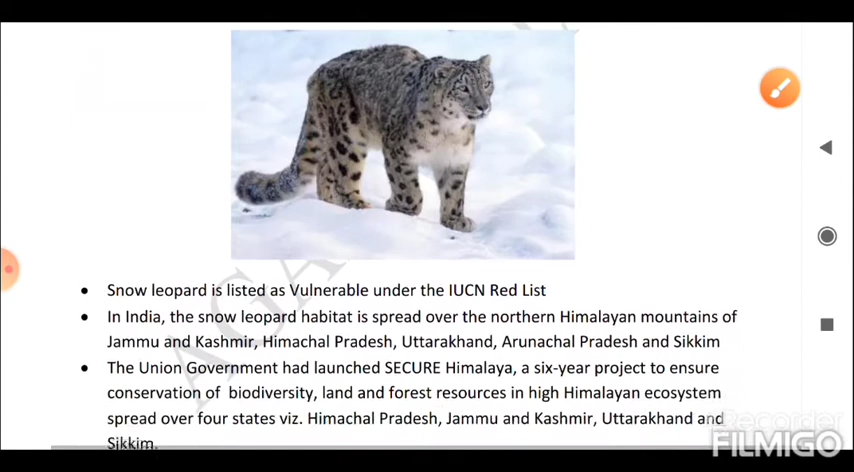 • Snow leopard is listed as Vulnerable under the IUCN Red List
• In India, the snow leopard habitat is spread over the northern Himalayan mountains of
Jammu and Kashmir, Himachal Pradesh, Uttarakhand, Arunachal Pradesh and Sikkim
• The Union Government had launched SECURE Himalaya, a six-year project to ensure
conservation of biodiversity, land and forest resources in high Himalayan ecosystem
spread over four states viz. Himachal Pradesh, Jammu and Kashmir, Uttarakhand and
Sikkim.
Recorder
FILMIGO